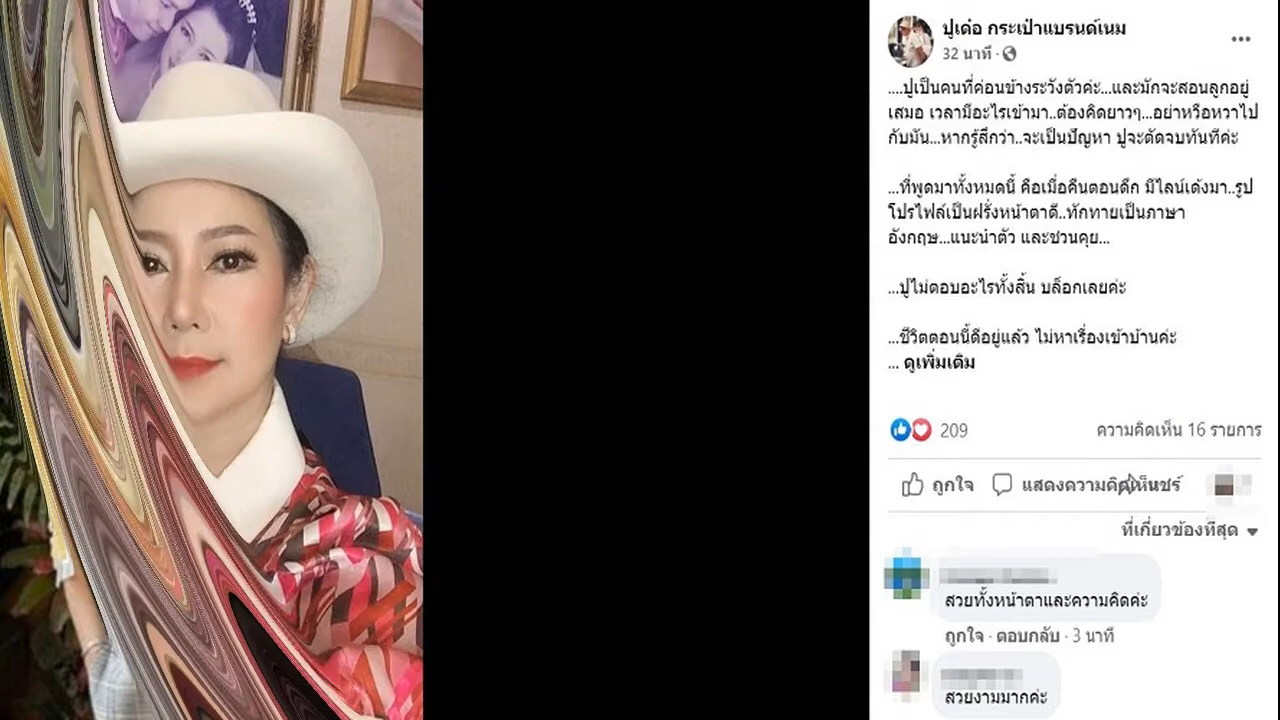 ปูเด๋อ กระเป๋าแบรนด์เนม
32 นาที ·
....ปูเป็นคนที่ค่อนข้างระวังตัวค่ะ...และมักจะสอนลูกอยู่
เสมอ เวลามีอะไรเข้ามา..ต้องคิดยาวๆ...อย่าหวือหวาไป
กับมัน...หากรู้สึกว่า..จะเป็นปัญหา ปูจะตัดจบทันทีค่ะ
...ที่พูดมาทั้งหมดนี้ คือเมื่อคืนตอนดึก มีไลน์เด้งมา..รูป
โปรไฟล์เป็นฝรั่งหน้าตาดี..ทักทายเป็นภาษา
อังกฤษ...แนะนำตัว และชวนคุย...
...ปูไม่ตอบอะไรทั้งสิ้น บล็อกเลยค่ะ
...ชีวิตตอนนี้ดีอยู่แล้ว ไม่หาเรื่องเข้าบ้านค่ะ
... ดูเพิ่มเติม
209 ความคิดเห็น 16 รายการ
ถูกใจ แสดงความคิดเห็น แชร์
ที่เกี่ยวข้องที่สุด
สวยทั้งหน้าตาและความคิดค่ะ
ถูกใจ · ตอบกลับ · 3 นาที
สวยงามมากค่ะ